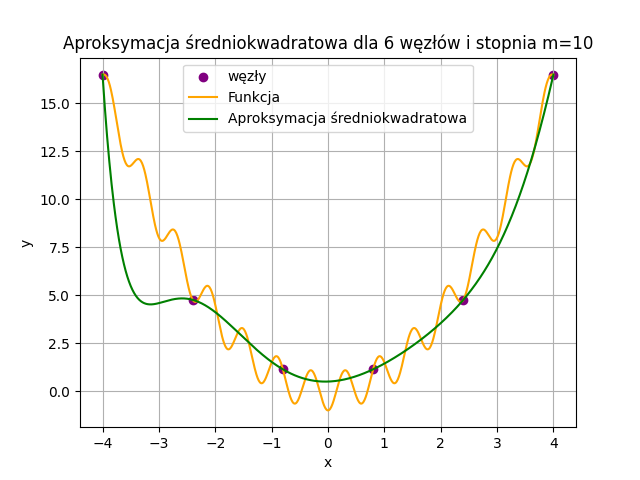 Aproksymacja średniokwadratowa dla 6 węzłów i stopnia m=10
węzły
Funkcja
Aproksymacja średniokwadratowa
15.0
12.5
10.0
7.5
5.0
2.5
0.0
y
−4 −3 −2 −1 0 1 2 3 4
x